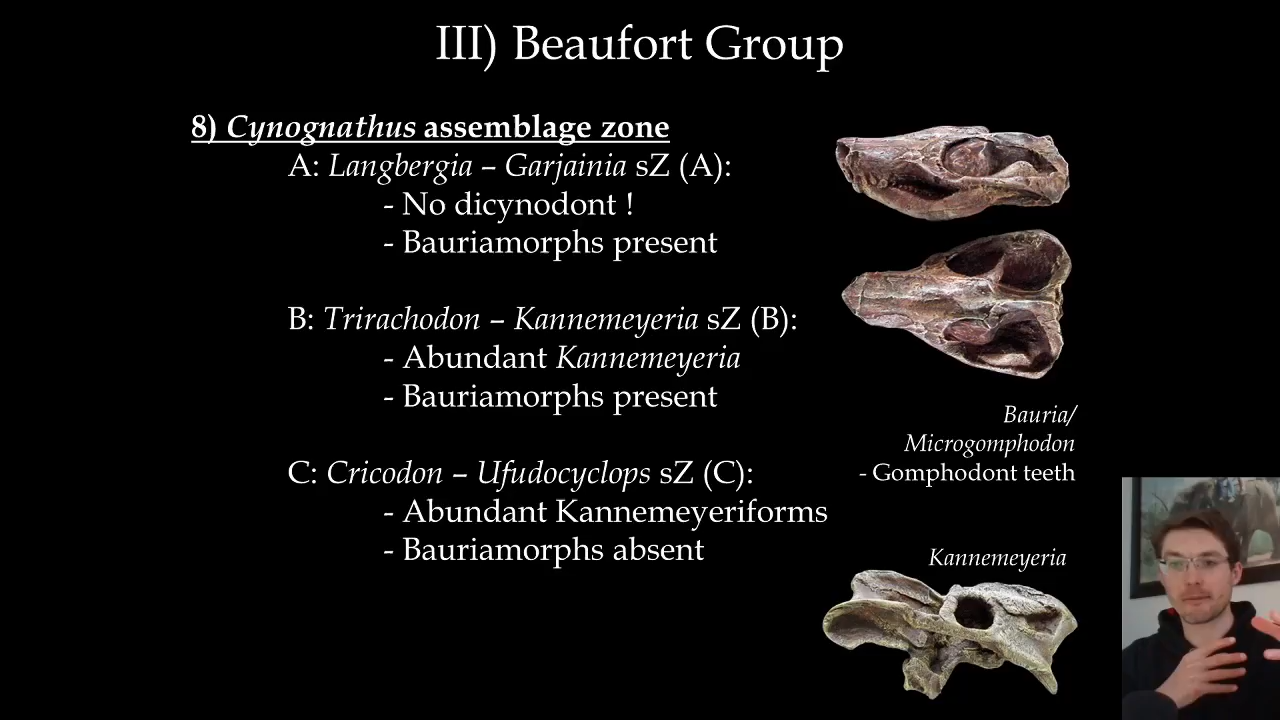 III) Beaufort Group
8) Cynognathus assemblage zone
A: Langbergia – Garjainia sZ (A):
- No dicynodont !
- Bauriamorphs present
B: Trirachodon – Kannemeyeria sZ (B):
- Abundant Kannemeyeria
- Bauriamorphs present
C: Cricodon – Ufudocyclops sZ (C):
- Abundant Kannemeyeriforms
- Bauriamorphs absent
Bauria/
Microgomphodon
- Gomphodont teeth
Kannemeyeria